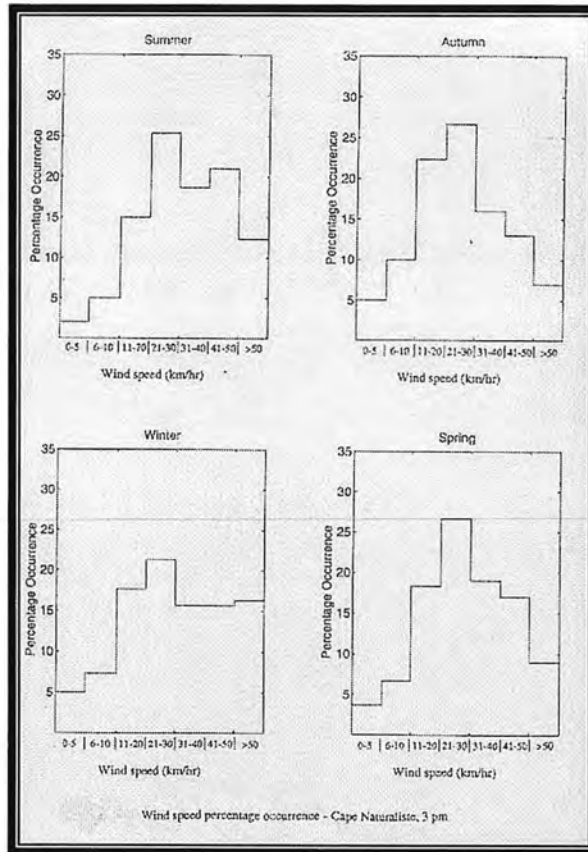 Summer
35
30
25
20
15
10
5
Percentage Occurrence
0-5 | 6-10 |11-20 |21-30 |31-40 |41-50 | >50
Wind speed (km/hr)
Autumn
35
30
25
20
15
10
5
Percentage Occurrence
0-5 | 6-10 |11-20 |21-30 |31-40 |41-50 | >50
Wind speed (km/hr)
Winter
35
30
25
20
15
10
5
Percentage Occurrence
0-5 | 6-10 |11-20 |21-30 |31-40 |41-50 | >50
Wind speed (km/hr)
Spring
35
30
25
20
15
10
5
Percentage Occurrence
0-5 | 6-10 |11-20 |21-30 |31-40 |41-50 | >50
Wind speed (km/hr)
Wind speed percentage occurrence - Cape Naturaliste, 3 pm